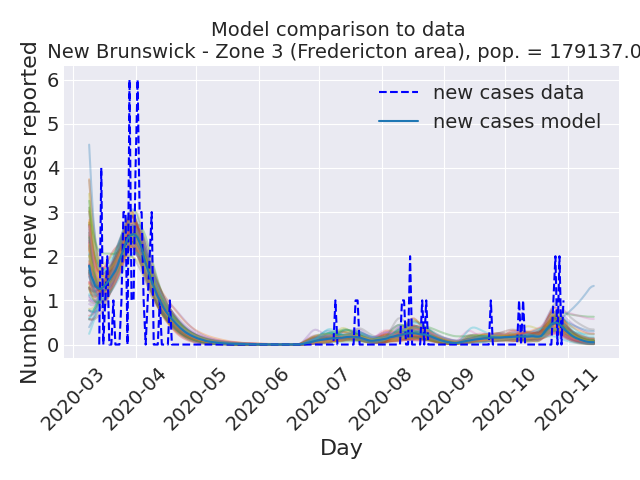 Model comparison to data
New Brunswick - Zone 3 (Fredericton area), pop. = 179137.0
Number of new cases reported
6
5
4
3
2
1
0
new cases data
new cases model
2020-03
2020-04
2020-05
2020-06
2020-07
2020-08
2020-09
2020-10
2020-11
Day